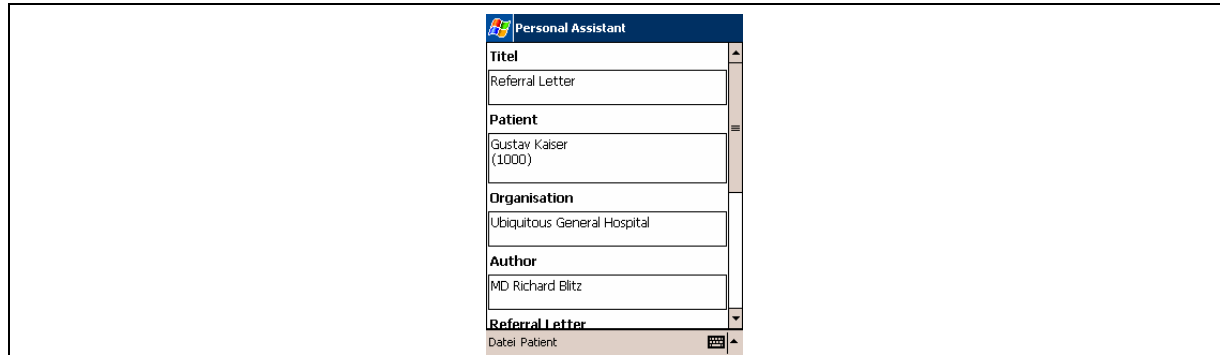 Personal Assistant
Titel
Referral Letter
Patient
Gustav Kaiser
(1000)
Organisation
Ubiquitous General Hospital
Author
MD Richard Blitz
Referral Letter
Datei Patient